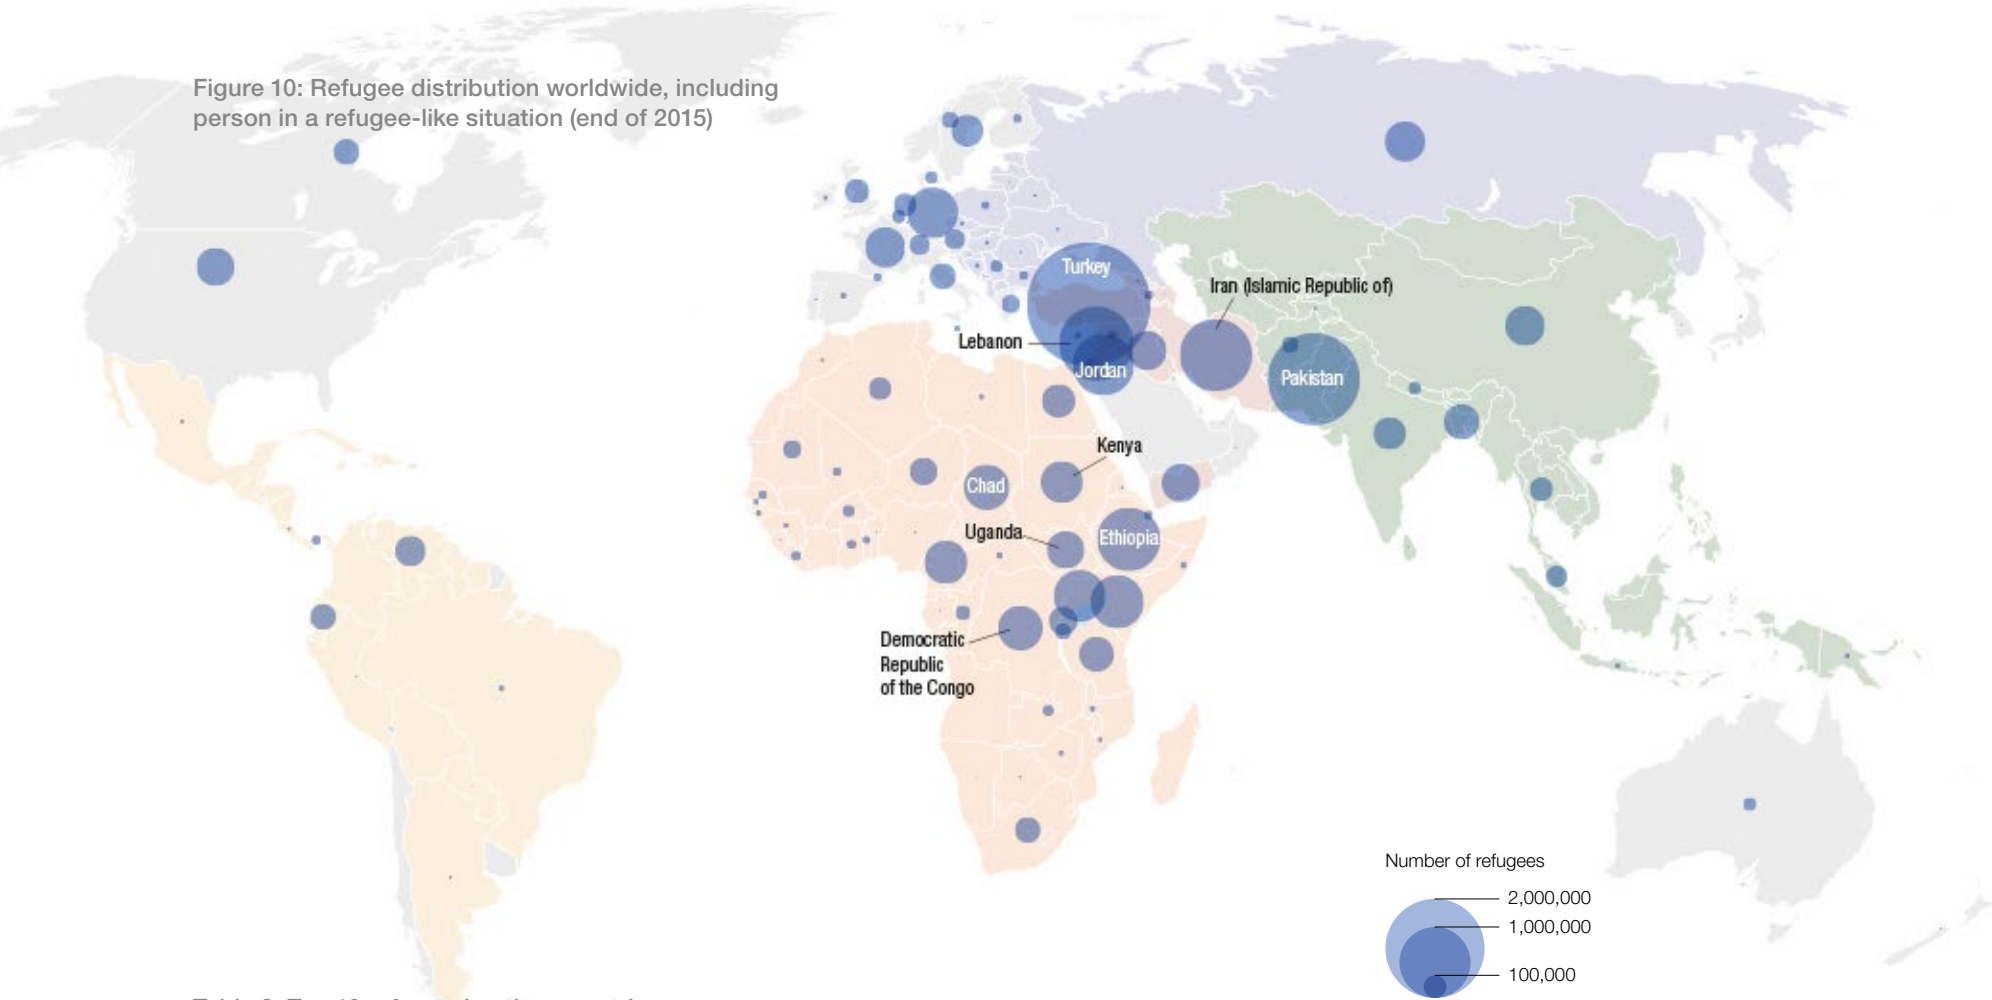 Figure 10: Refugee distribution worldwide, including
person in a refugee-like situation (end of 2015)
Turkey
Iran (Islamic Republic of)
Lebanon
Jordan
Pakistan
Kenya
Chad
Uganda
Ethiopia
Democratic
Republic
of the Congo
Number of refugees
2,000,000
1,000,000
100,000